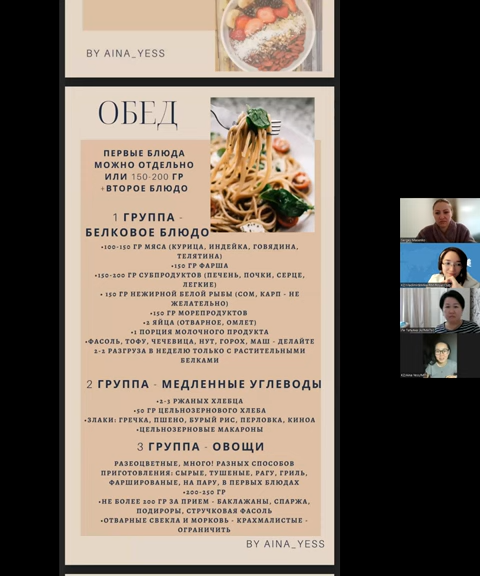 BY AINA_YESS
ОБЕД
ПЕРВЫЕ БЛЮДА
МОЖНО ОТДЕЛЬНО
ИЛИ 150-200 ГР
+ВТОРОЕ БЛЮДО
1 ГРУППА -
БЕЛКОВОЕ БЛЮДО
•100-150 ГР МЯСА (КУРИЦА, ИНДЕЙКА, ГОВЯДИНА,
ТЕЛЯТИНА)
•150 ГР ФАРША
•150-200 ГР СУБПРОДУКТОВ (ПЕЧЕНЬ, ПОЧКИ, СЕРЦЕ,
ЛЕГКИЕ)
• 150 ГР НЕЖИРНОЙ БЕЛОЙ РЫБЫ (СОМ, КАРП - НЕ
ЖЕЛАТЕЛЬНО)
•150 ГР МОРЕПРОДУКТОВ
•2 ЯЙЦА (ОТВАРНОЕ, ОМЛЕТ)
•1 ПОРЦИЯ МОЛОЧНОГО ПРОДУКТА
•ФАСОЛЬ, ТОФУ, ЧЕЧЕВИЦА, НУТ, ГОРОХ, МАШ - ДЕЛАЙТЕ
2-2 РАЗГРУЗА В НЕДЕЛЮ ТОЛЬКО С РАСТИТЕЛЬНЫМИ
БЕЛКАМИ
2 ГРУППА - МЕДЛЕННЫЕ УГЛЕВОДЫ
•2-3 РЖАНЫХ ХЛЕБЦА
•50 ГР ЦЕЛЬНОЗЕРНОВОГО ХЛЕБА
•ЗЛАКИ: ГРЕЧКА, ПШЕНО, БУРЫЙ РИС, ПЕРЛОВКА, КИНОА
•ЦЕЛЬНОЗЕРНОВЫЕ МАКАРОНЫ
3 ГРУППА - ОВОЩИ
РАЗНОЦВЕТНЫЕ, МНОГО! РАЗНЫХ СПОСОБОВ
ПРИГОТОВЛЕНИЯ: СЫРЫЕ, ТУШЕНЫЕ, РАГУ, ГРИЛЬ,
ФАРШИРОВАНЫЕ, НА ПАРУ, В ПЕРВЫХ БЛЮДАХ
•200-250 ГР
•НЕ БОЛЕЕ 200 ГР ЗА ПРИЕМ - БАКЛАЖАНЫ, СПАРЖА,
ПОДИРОРЫ, СТРУЧКОВАЯ ФАСОЛЬ
•ОТВАРНЫЕ СВЕКЛА И МОРКОВЬ - КРАХМАЛИСТЫЕ -
ОГРАНИЧИТЬ
BY AINA_YESS